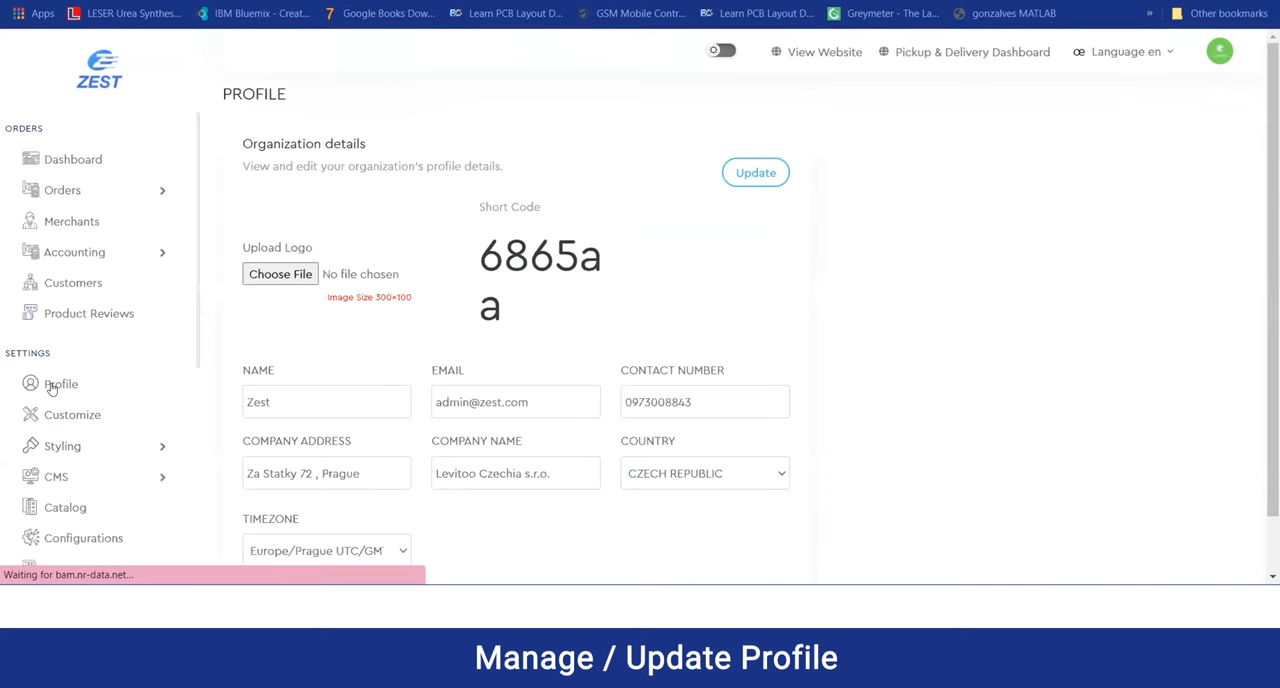 Apps LESER Urea Synthes... IBM Bluemix - Creat... Google Books Dow... Learn PCB Layout D... GSM Mobile Contr... Learn PCB Layout D... Greymeter - The La... gonzalves MATLAB » Other bookmarks
ZEST
View Website Pickup & Delivery Dashboard Language en
PROFILE
ORDERS
Dashboard
Orders
Merchants
Accounting
Customers
Product Reviews
SETTINGS
Profile
Customize
Styling
CMS
Catalog
Configurations
Organization details
View and edit your organization's profile details.
Update
Short Code
6865a
a
Upload Logo
Choose File No file chosen
Image Size 300x100
NAME EMAIL CONTACT NUMBER
Zest admin@zest.com 0973008843
COMPANY ADDRESS COMPANY NAME COUNTRY
Za Statky 72 , Prague Levitoo Czechia s.r.o. CZECH REPUBLIC
TIMEZONE
Europe/Prague UTC/GMT
Waiting for bam.nr-data.net...
Manage / Update Profile